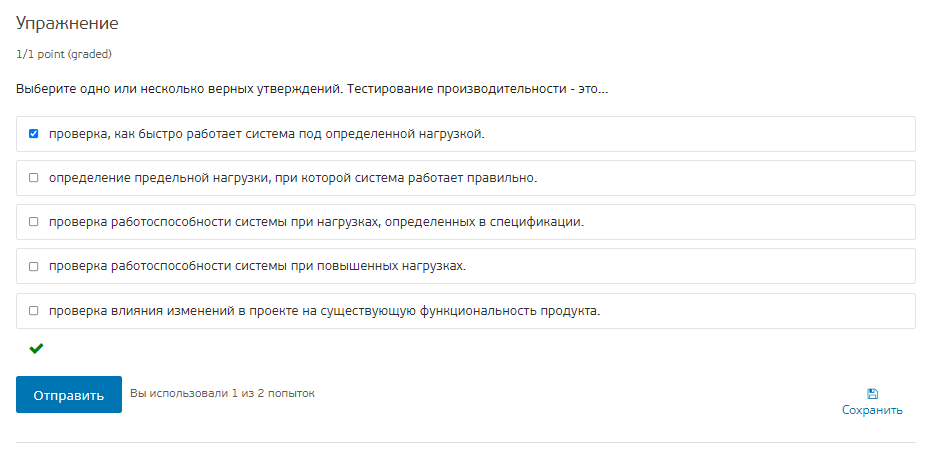 Упражнение
1/1 point (graded)
Выберите одно или несколько верных утверждений. Тестирование производительности - это...
проверка, как быстро работает система под определенной нагрузкой.
определение предельной нагрузки, при которой система работает правильно.
проверка работоспособности системы при нагрузках, определенных в спецификации.
проверка работоспособности системы при повышенных нагрузках.
проверка влияния изменений в проекте на существующую функциональность продукта.
Отправить
Вы использовали 1 из 2 попыток
Сохранить